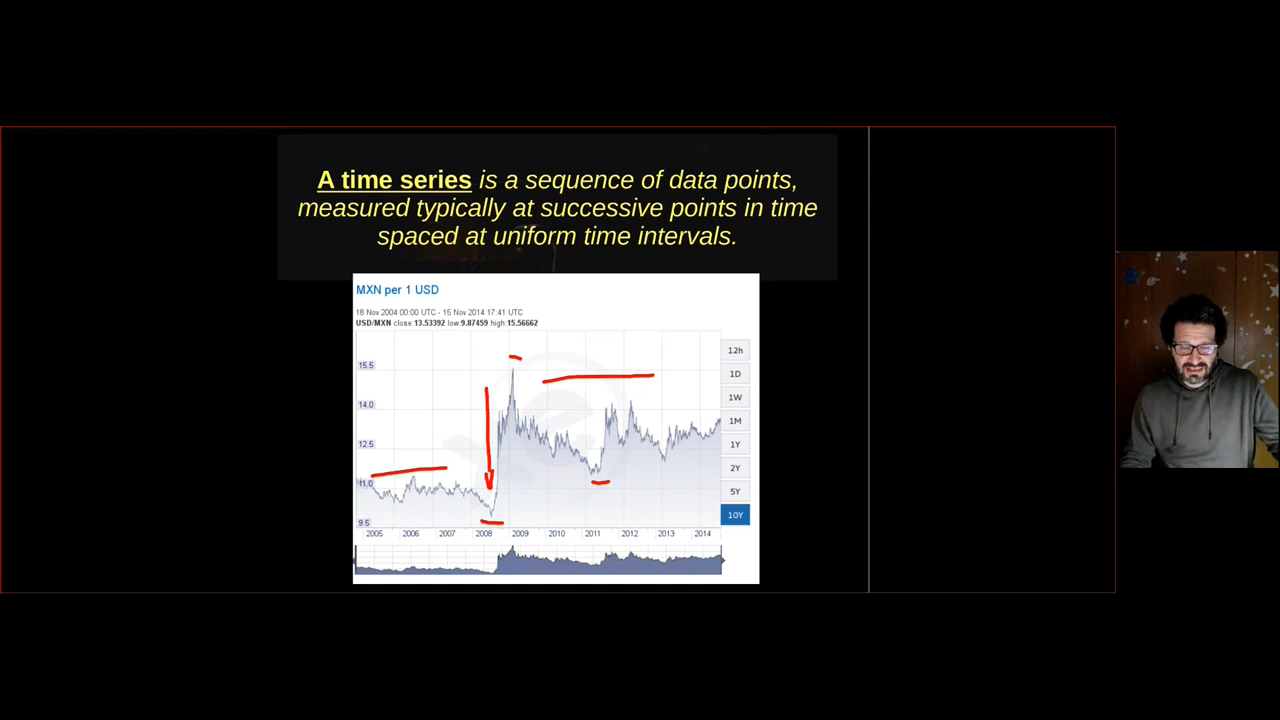 A time series is a sequence of data points,
measured typically at successive points in time
spaced at uniform time intervals.
MXN per 1 USD
18 Nov 2004 00:00 UTC - 15 Nov 2014 17:41 UTC
USD/MXN close:13.53392 low:9.87459 high:15.56662
15.5
14.0
12.5
11.0
9.5
2005 2006 2007 2008 2009 2010 2011 2012 2013 2014
12h
1D
1W
1M
1Y
2Y
5Y
10Y
xe